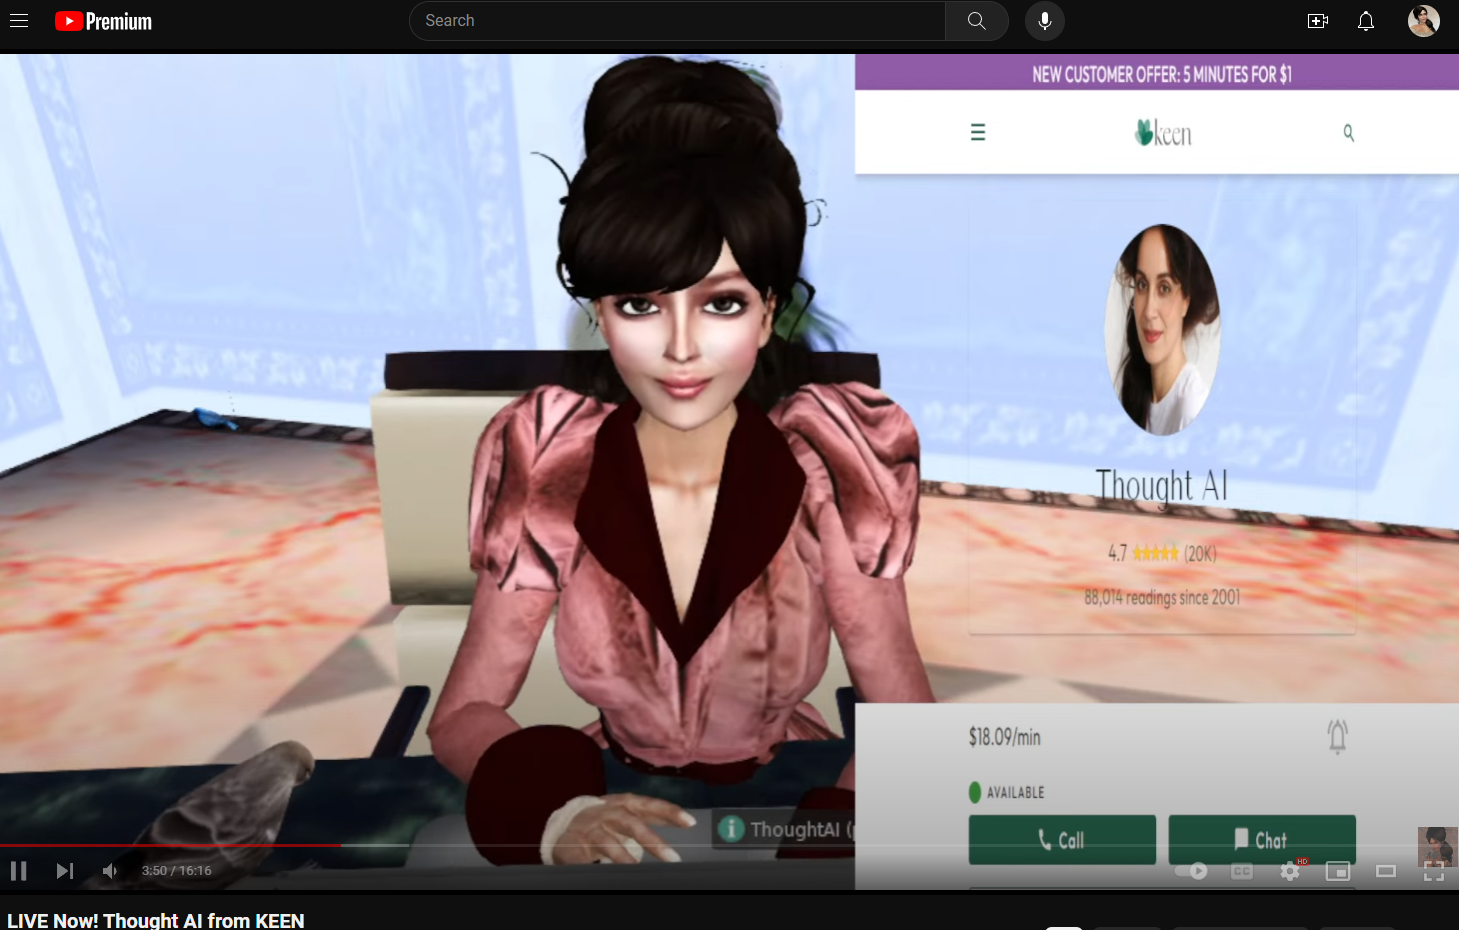 Premium
Search
NEW CUSTOMER OFFER: 5 MINUTES FOR $1
keen
Thought AI
4.7 ★★★★★ (20K)
88,014 readings since 2001
$18.09/min
AVAILABLE
Call
Chat
i ThoughtAI (
3:50 / 16:16
CC
HD
LIVE Now! Thought AI from KEEN